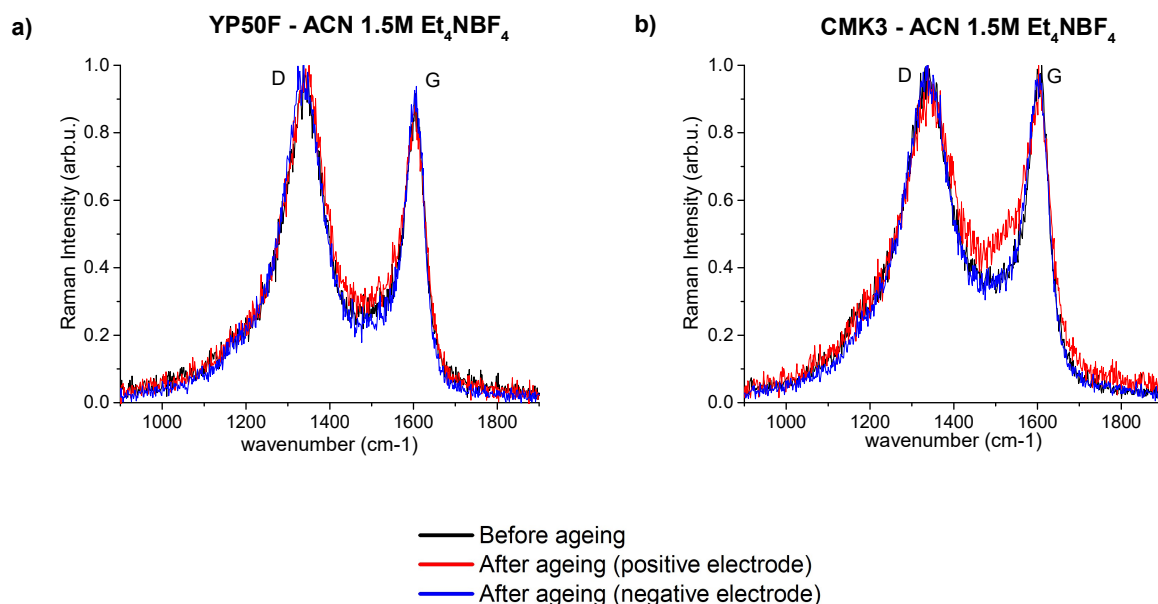 a)
YP50F - ACN 1.5M Et₄NBF₄
D
G
Raman Intensity (arb.u.)
1.0
0.8
0.6
0.4
0.2
0.0
1000 1200 1400 1600 1800
wavenumber (cm-1)
b)
CMK3 - ACN 1.5M Et₄NBF₄
D
G
Raman Intensity (arb.u.)
1.0
0.8
0.6
0.4
0.2
0.0
1000 1200 1400 1600 1800
wavenumber (cm-1)
Before ageing
After ageing (positive electrode)
After ageing (negative electrode)